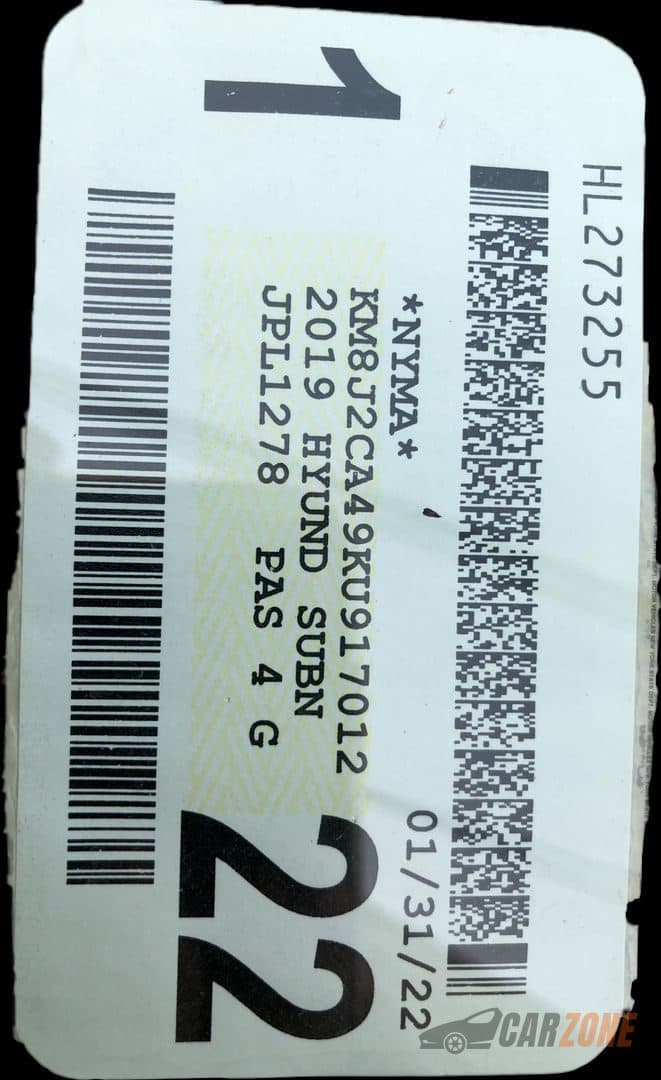 HL273255
1
*NYMA*
01/31/22
KM8J2CA49KU917012
2019 HYUND SUBN
JPL1278 PAS 4 G
22
CARZONE